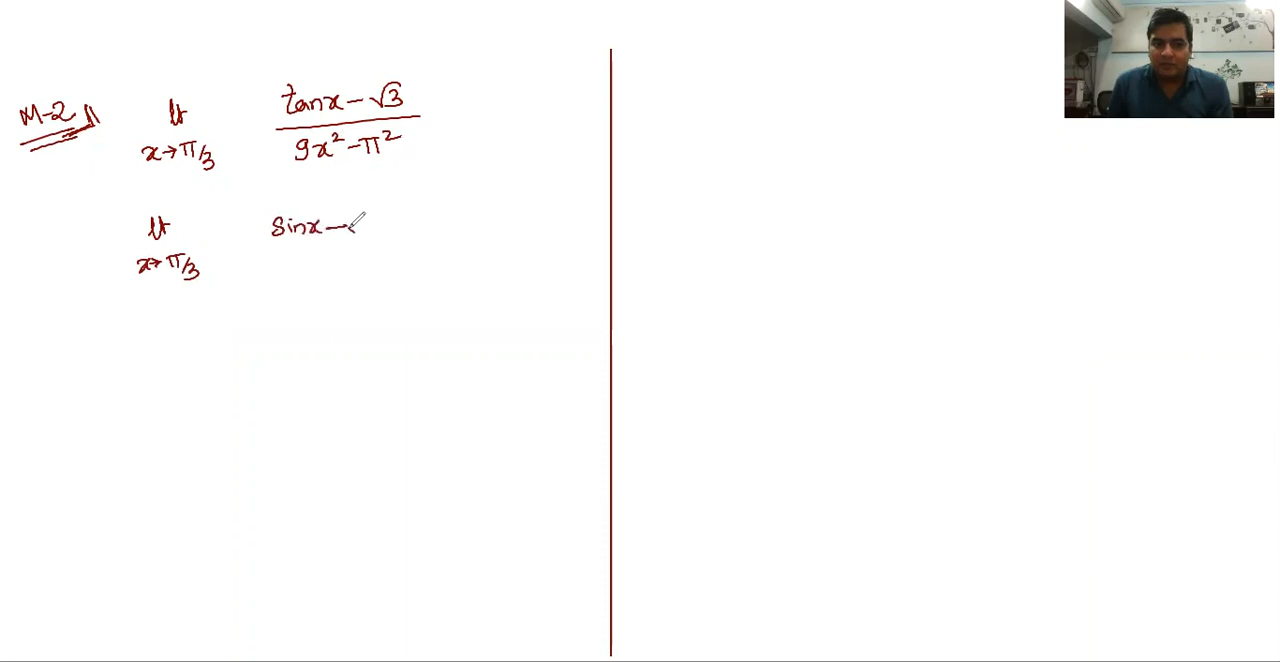 M-2 lt tanx - √3
x→π/3 9x² - π²
lt sinx -
x→π/3